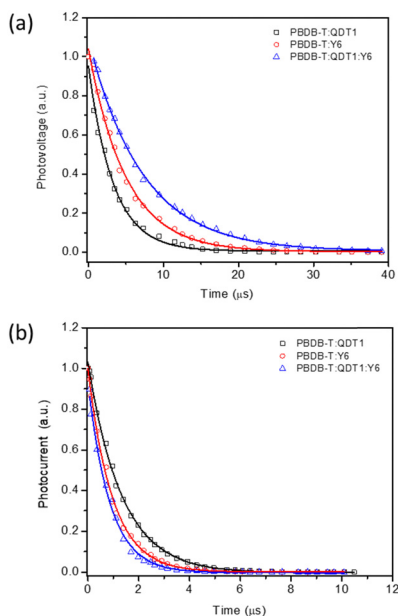 (a)
1.2
1.0
0.8
0.6
0.4
0.2
0.0
Photovoltage (a.u.)
PBDB-T:QDT1
PBDB-T:Y6
PBDB-T:QDT1:Y6
0 10 20 30 40
Time (μs)
(b)
1.2
1.0
0.8
0.6
0.4
0.2
0.0
Photocurrent (a.u.)
PBDB-T:QDT1
PBDB-T:Y6
PBDB-T:QDT1:Y6
0 2 4 6 8 10 12
Time (μs)